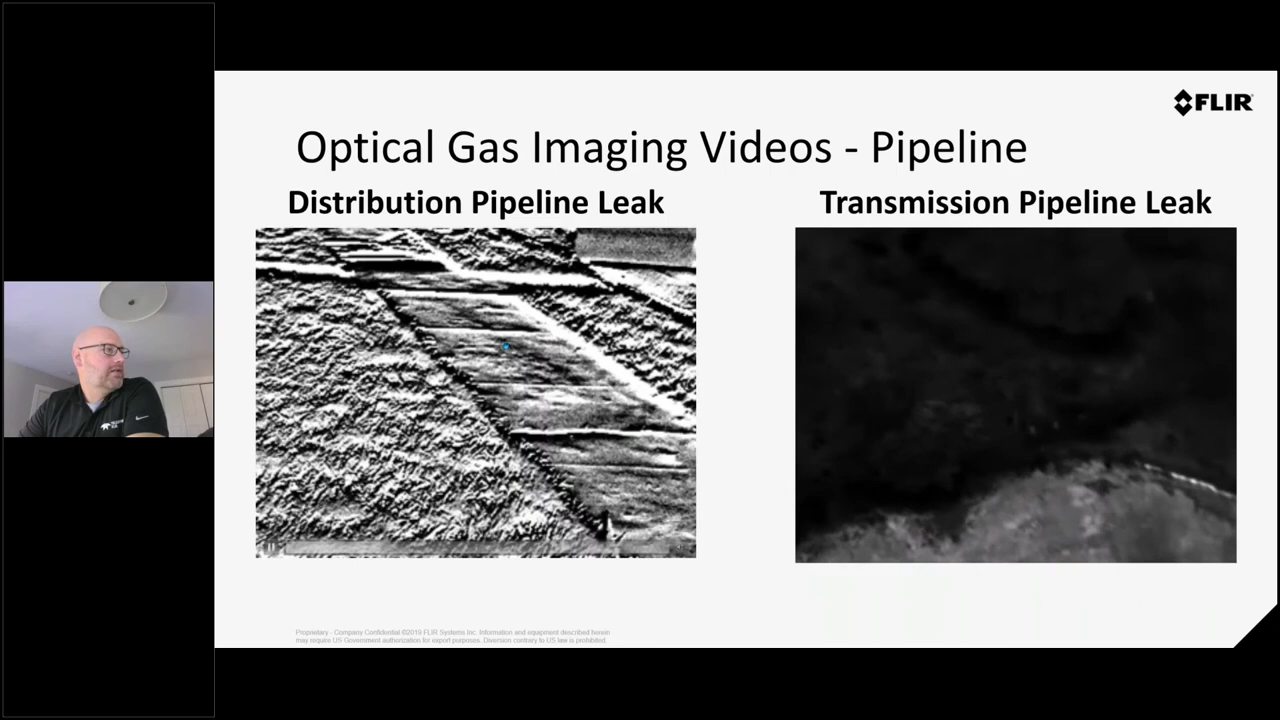 FLIR
Optical Gas Imaging Videos - Pipeline
Distribution Pipeline Leak
Transmission Pipeline Leak
Proprietary - Company Confidential ©2019 FLIR Systems Inc. Information and equipment described herein
may require US Government authorization for export purposes. Diversion contrary to US law is prohibited.